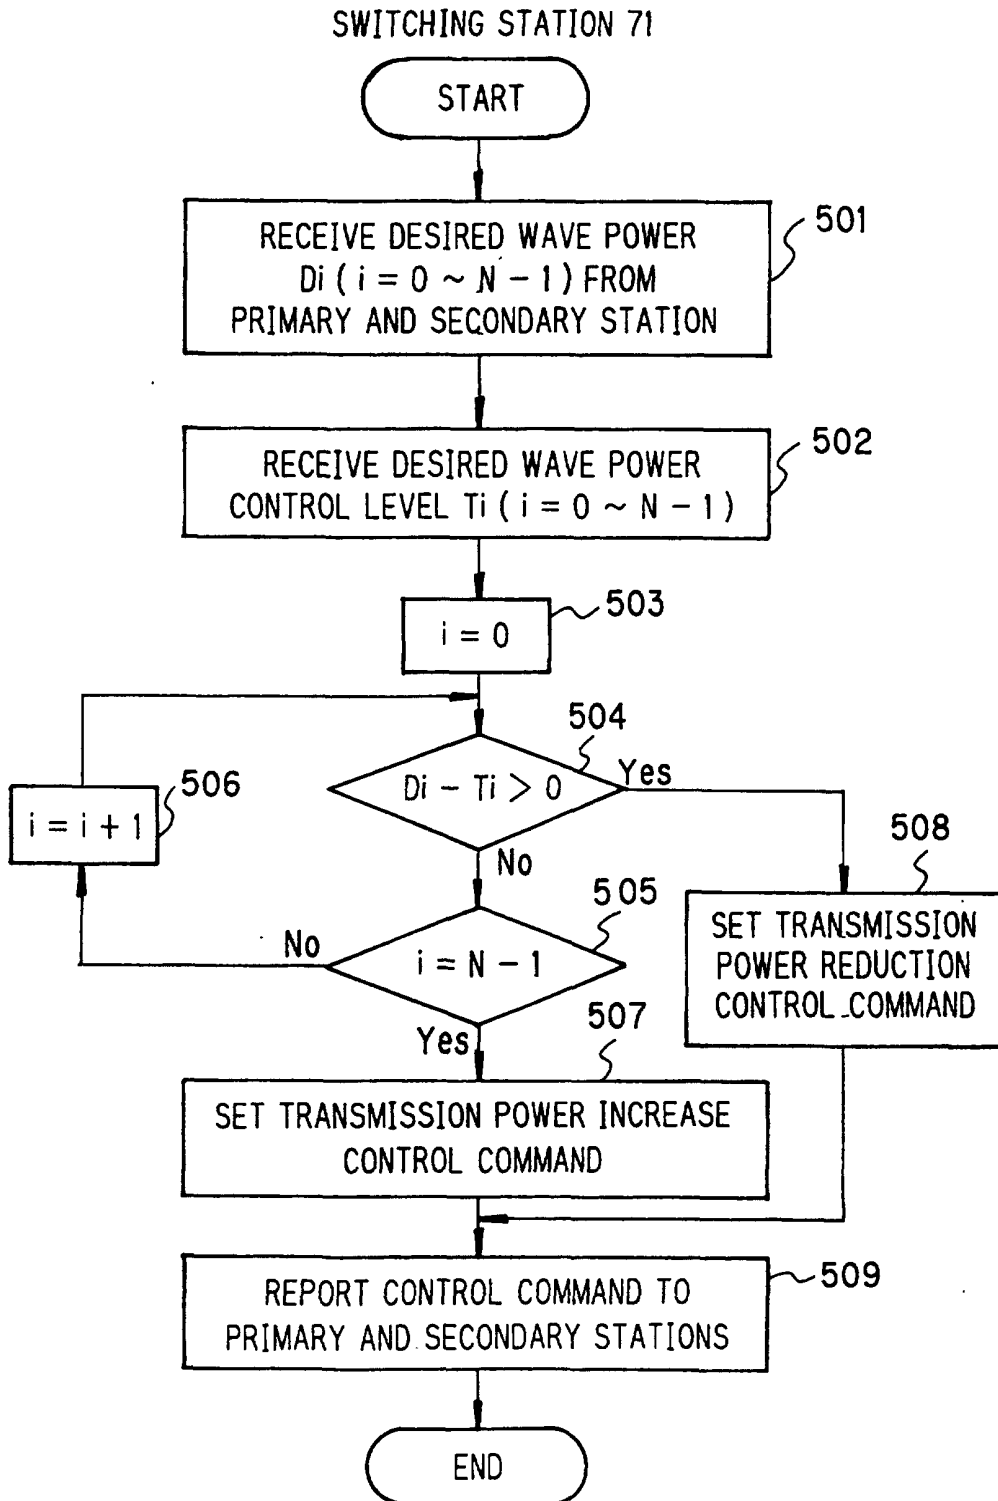 SWITCHING STATION 71
START
RECEIVE DESIRED WAVE POWER
Di ( i = 0 ~ N - 1 ) FROM
PRIMARY AND SECONDARY STATION
501
RECEIVE DESIRED WAVE POWER
CONTROL LEVEL Ti ( i = 0 ~ N - 1 )
502
i = 0
503
504
Di - Ti > 0
Yes
No
i = i + 1
506
508
SET TRANSMISSION
POWER REDUCTION
CONTROL COMMAND
505
i = N - 1
No
Yes
507
SET TRANSMISSION POWER INCREASE
CONTROL COMMAND
REPORT CONTROL COMMAND TO
PRIMARY AND SECONDARY STATIONS
509
END